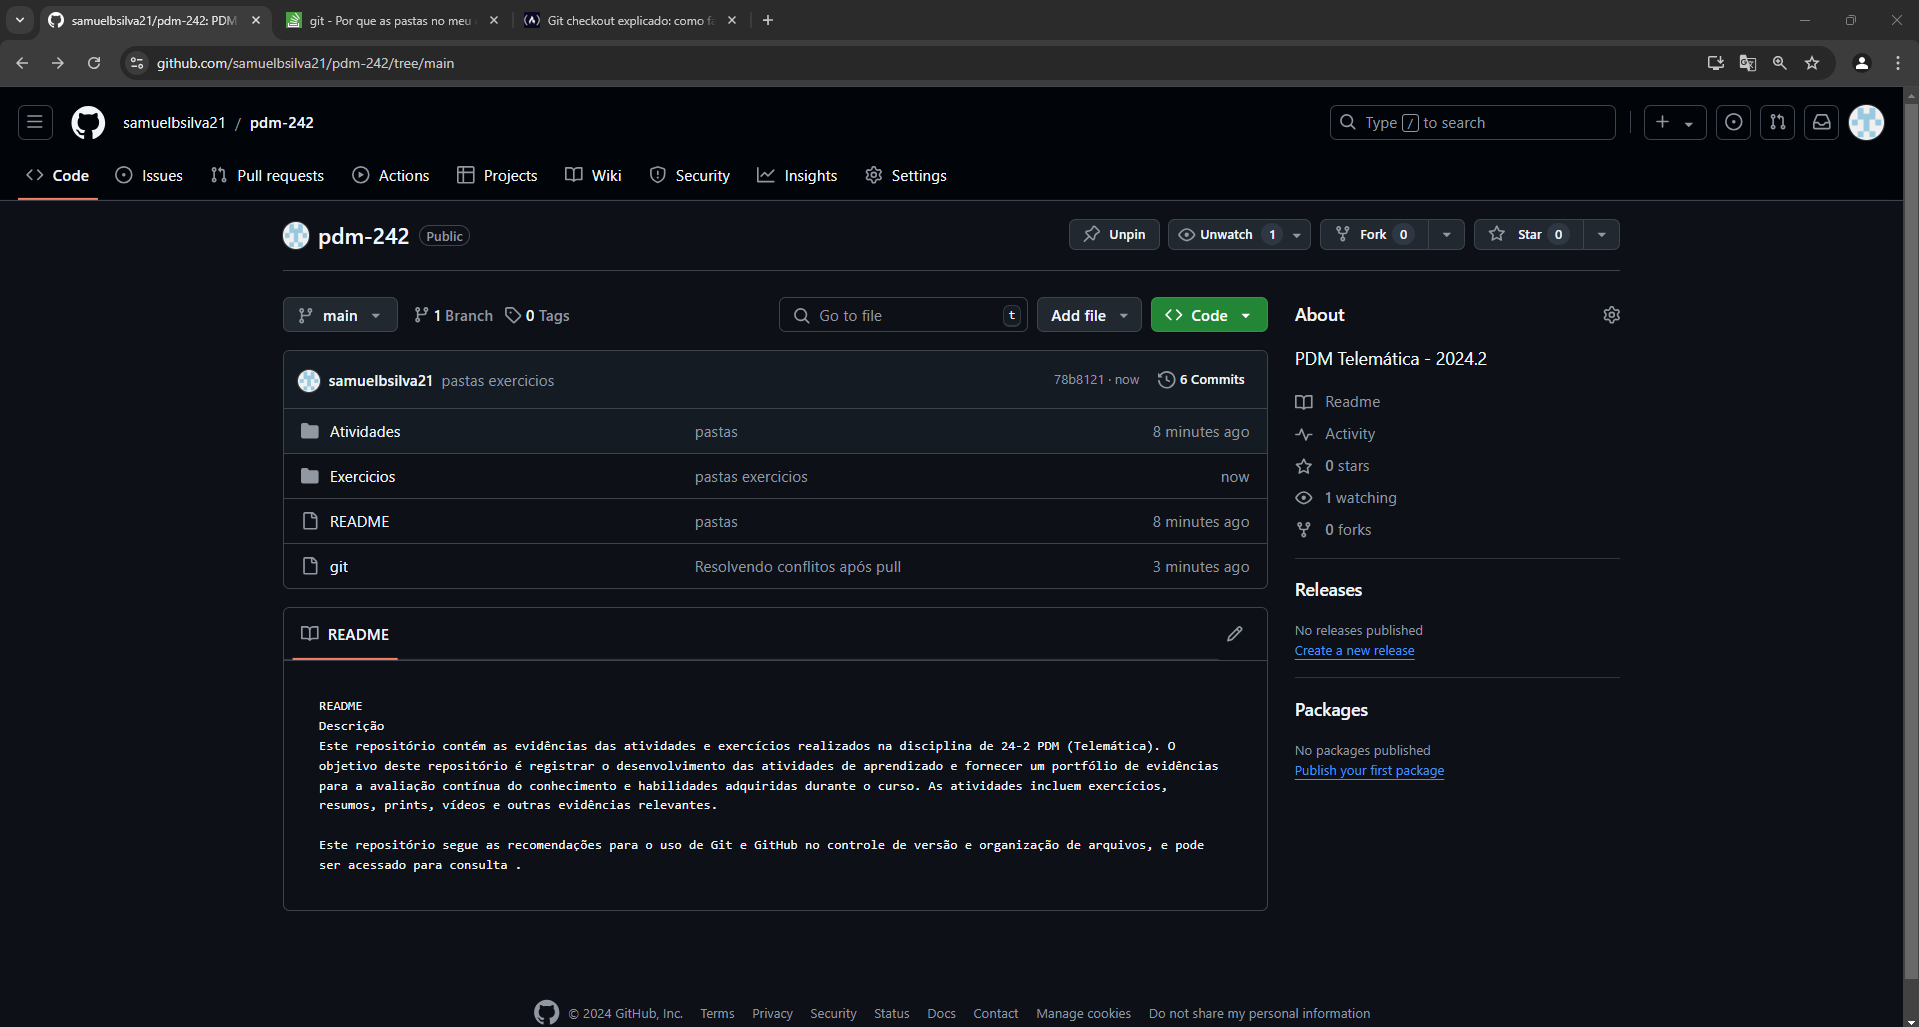 samuelbsilva21/pdm-242: PDM
git - Por que as pastas no meu
Git checkout explicado: como f
github.com/samuelbsilva21/pdm-242/tree/main
samuelbsilva21 / pdm-242
Type / to search
Code
Issues
Pull requests
Actions
Projects
Wiki
Security
Insights
Settings
pdm-242 Public
Unpin
Unwatch 1
Fork 0
Star 0
main
1 Branch
0 Tags
Go to file t
Add file
Code
samuelbsilva21 pastas exercicios 78b8121 · now 6 Commits
Atividades pastas 8 minutes ago
Exercicios pastas exercicios now
README pastas 8 minutes ago
git Resolvendo conflitos após pull 3 minutes ago
README
README
Descrição
Este repositório contém as evidências das atividades e exercícios realizados na disciplina de 24-2 PDM (Telemática). O
objetivo deste repositório é registrar o desenvolvimento das atividades de aprendizado e fornecer um portfólio de evidências
para a avaliação contínua do conhecimento e habilidades adquiridas durante o curso. As atividades incluem exercícios,
resumos, prints, vídeos e outras evidências relevantes.
Este repositório segue as recomendações para o uso de Git e GitHub no controle de versão e organização de arquivos, e pode
ser acessado para consulta .
About
PDM Telemática - 2024.2
Readme
Activity
0 stars
1 watching
0 forks
Releases
No releases published
Create a new release
Packages
No packages published
Publish your first package
© 2024 GitHub, Inc. Terms Privacy Security Status Docs Contact Manage cookies Do not share my personal information